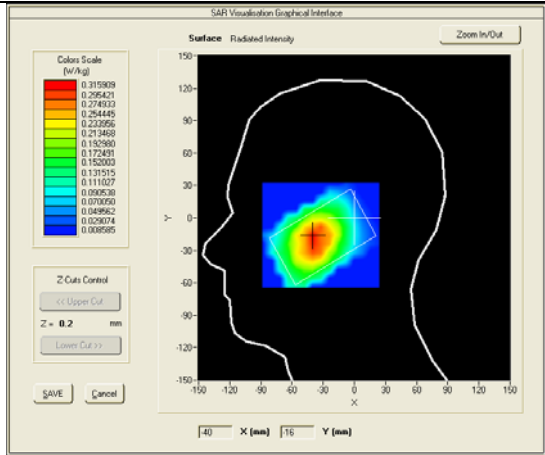 SAR Visualisation Graphical Interface
Surface Radiated Intensity
Zoom In/Out
Colors Scale
(W/kg)
0.315909
0.295421
0.274933
0.254445
0.233956
0.213468
0.192980
0.172491
0.152003
0.131515
0.111027
0.090538
0.070050
0.049562
0.029074
0.008585
150
120
90
60
30
0
-30
-60
-90
-120
-150
Y
-150 -120 -90 -60 -30 0 30 60 90 120 150
X
Z-Cuts Control
<< Upper Cut
Z = 0.2 mm
Lower Cut >>
SAVE Cancel
-40 X (mm) -16 Y (mm)